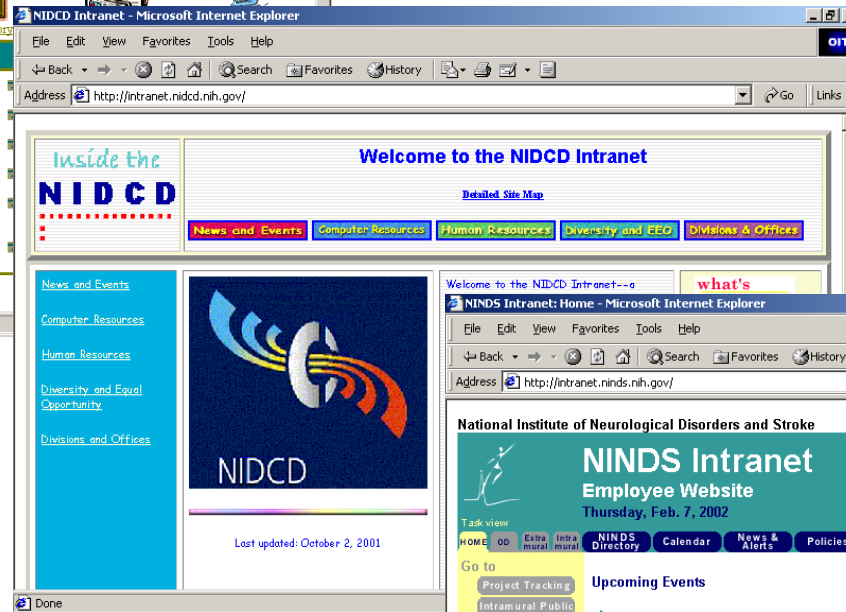 NIDCD Intranet - Microsoft Internet Explorer
File Edit View Favorites Tools Help
Back Search Favorites History
Address http://intranet.nidcd.nih.gov/ Go Links
Inside the
NIDCD
Welcome to the NIDCD Intranet
Detailed Site Map
News and Events Computer Resources Human Resources Diversity and EEO Divisions & Offices
News and Events
Computer Resources
Human Resources
Diversity and Equal
Opportunity
Divisions and Offices
NIDCD
Last updated: October 2, 2001
Welcome to the NIDCD Intranet--a
what's
Done
NINDS Intranet: Home - Microsoft Internet Explorer
File Edit View Favorites Tools Help
Back Search Favorites History
Address http://intranet.ninds.nih.gov/
National Institute of Neurological Disorders and Stroke
NINDS Intranet
Employee Website
Thursday, Feb. 7, 2002
Task view
HOME OD Extra mural Intra mural NINDS Directory Calendar News & Alerts Policies
Go to
Project Tracking
Intramural Public
Upcoming Events